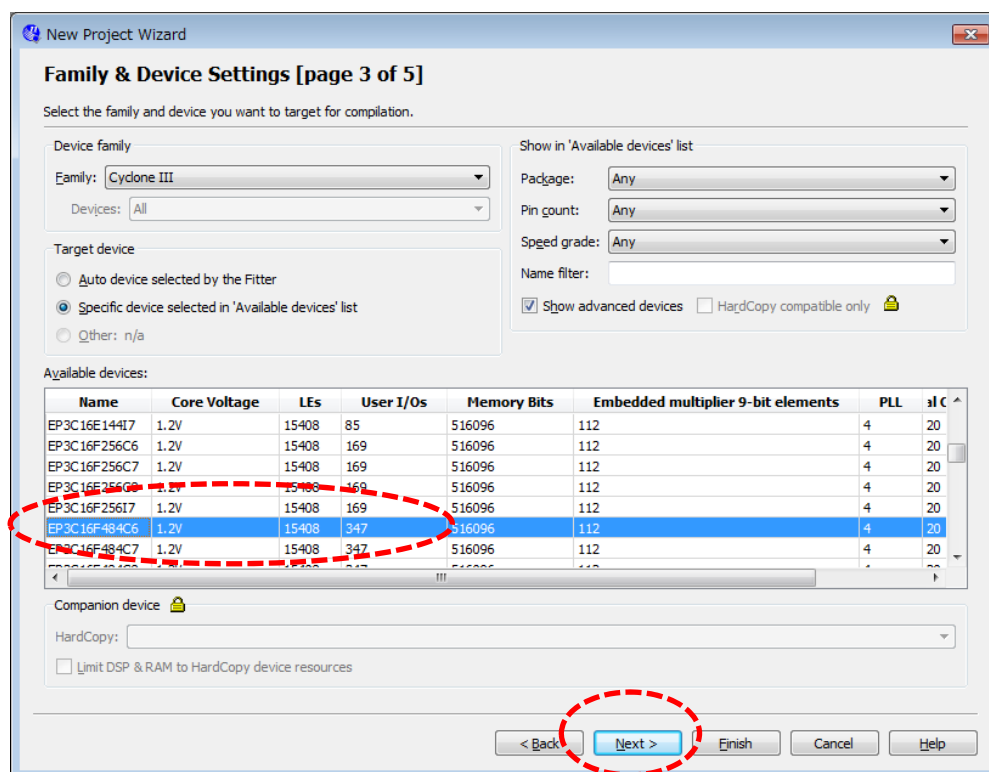 New Project Wizard
Family & Device Settings [page 3 of 5]
Select the family and device you want to target for compilation.
Device family
Family: Cyclone III
Devices: All
Show in 'Available devices' list
Package: Any
Pin count: Any
Speed grade: Any
Name filter:
Show advanced devices HardCopy compatible only
Target device
Auto device selected by the Fitter
Specific device selected in 'Available devices' list
Other: n/a
Available devices:
Name Core Voltage LEs User I/Os Memory Bits Embedded multiplier 9-bit elements PLL
EP3C16E144I7 1.2V 15408 85 516096 112 4 20
EP3C16F256C6 1.2V 15408 169 516096 112 4 20
EP3C16F256C7 1.2V 15408 169 516096 112 4 20
EP3C16F256C8 1.2V 15408 169 516096 112 4 20
EP3C16F256I7 1.2V 15408 169 516096 112 4 20
EP3C16F484C6 1.2V 15408 347 516096 112 4 20
EP3C16F484C7 1.2V 15408 347 516096 112 4 20
Companion device
HardCopy:
Limit DSP & RAM to HardCopy device resources
< Back Next > Finish Cancel Help